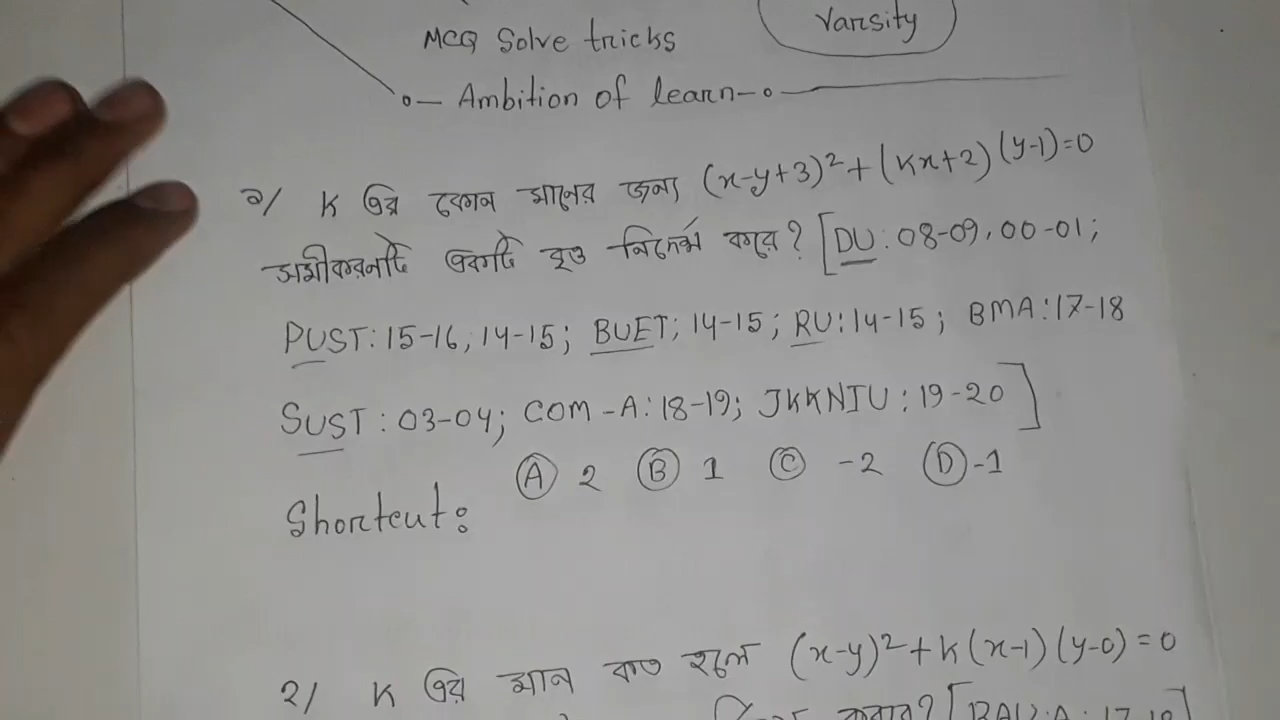 Varsity
MCQ Solve tricks
Ambition of learn
১/ K এর কোন মানের জন্য (x-y+3)² + (Kx+2) (y-1)=0
সমীকরনটি একটি বৃত্ত নির্দেশ করে? [DU: 08-09, 00-01;
PUST: 15-16, 14-15; BUET; 14-15; RU: 14-15; BMA: 17-18
SUST: 03-04; COM-A: 18-19; JKKNIU: 19-20]
Ⓐ 2 Ⓑ 1 Ⓒ -2 Ⓓ -1
Shortcut:
২/ K এর মান কত হলে (x-y)²+K(x-1) (y-0) = 0